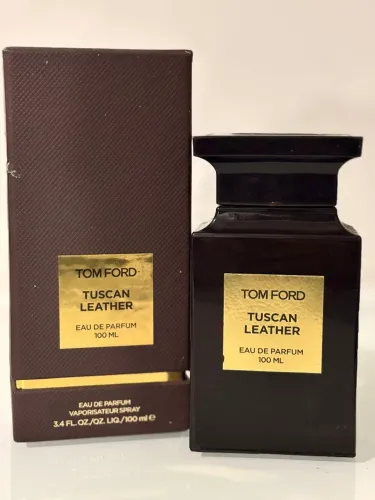 TOM FORD
TUSCAN
LEATHER
EAU DE PARFUM
100 ML
EAU DE PARFUM
VAPORISATEUR SPRAY
3.4 FL. OZ./OZ. LIQ./100 ml ℮
TOM FORD
TUSCAN
LEATHER
EAU DE PARFUM
100 ML